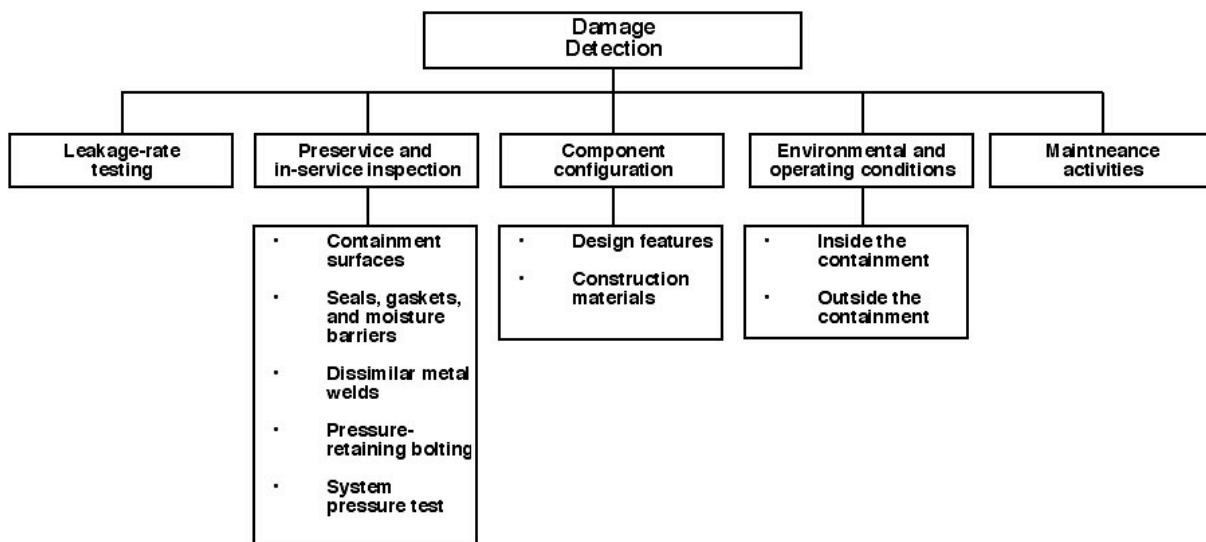 Damage
Detection
Leakage-rate
testing
Preservice and
in-service inspection
Component
configuration
Environmental and
operating conditions
Maintneance
activities
· Containment
surfaces
· Seals, gaskets,
and moisture
barriers
· Dissimilar metal
welds
· Pressure-
retaining bolting
· System
pressure test
· Design features
· Construction
materials
· Inside the
containment
· Outside the
containment